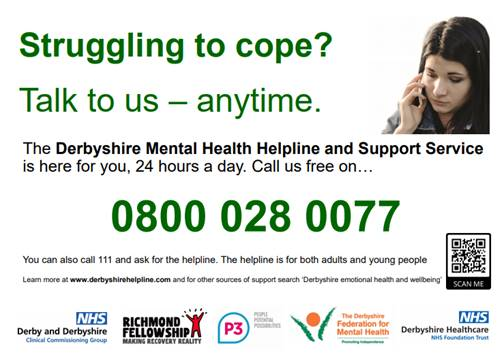 Struggling to cope?
Talk to us – anytime.
The Derbyshire Mental Health Helpline and Support Service
is here for you, 24 hours a day. Call us free on…
0800 028 0077
You can also call 111 and ask for the helpline. The helpline is for both adults and young people
Learn more at www.derbyshirehelpline.com and for other sources of support search 'Derbyshire emotional health and wellbeing'
SCAN ME
NHS
Derby and Derbyshire
Clinical Commissioning Group
RICHMOND
FELLOWSHIP
MAKING RECOVERY REALITY
P3
PEOPLE
POTENTIAL
POSSIBILITIES
The Derbyshire
Federation for
Mental Health
Promoting Independence
NHS
Derbyshire Healthcare
NHS Foundation Trust